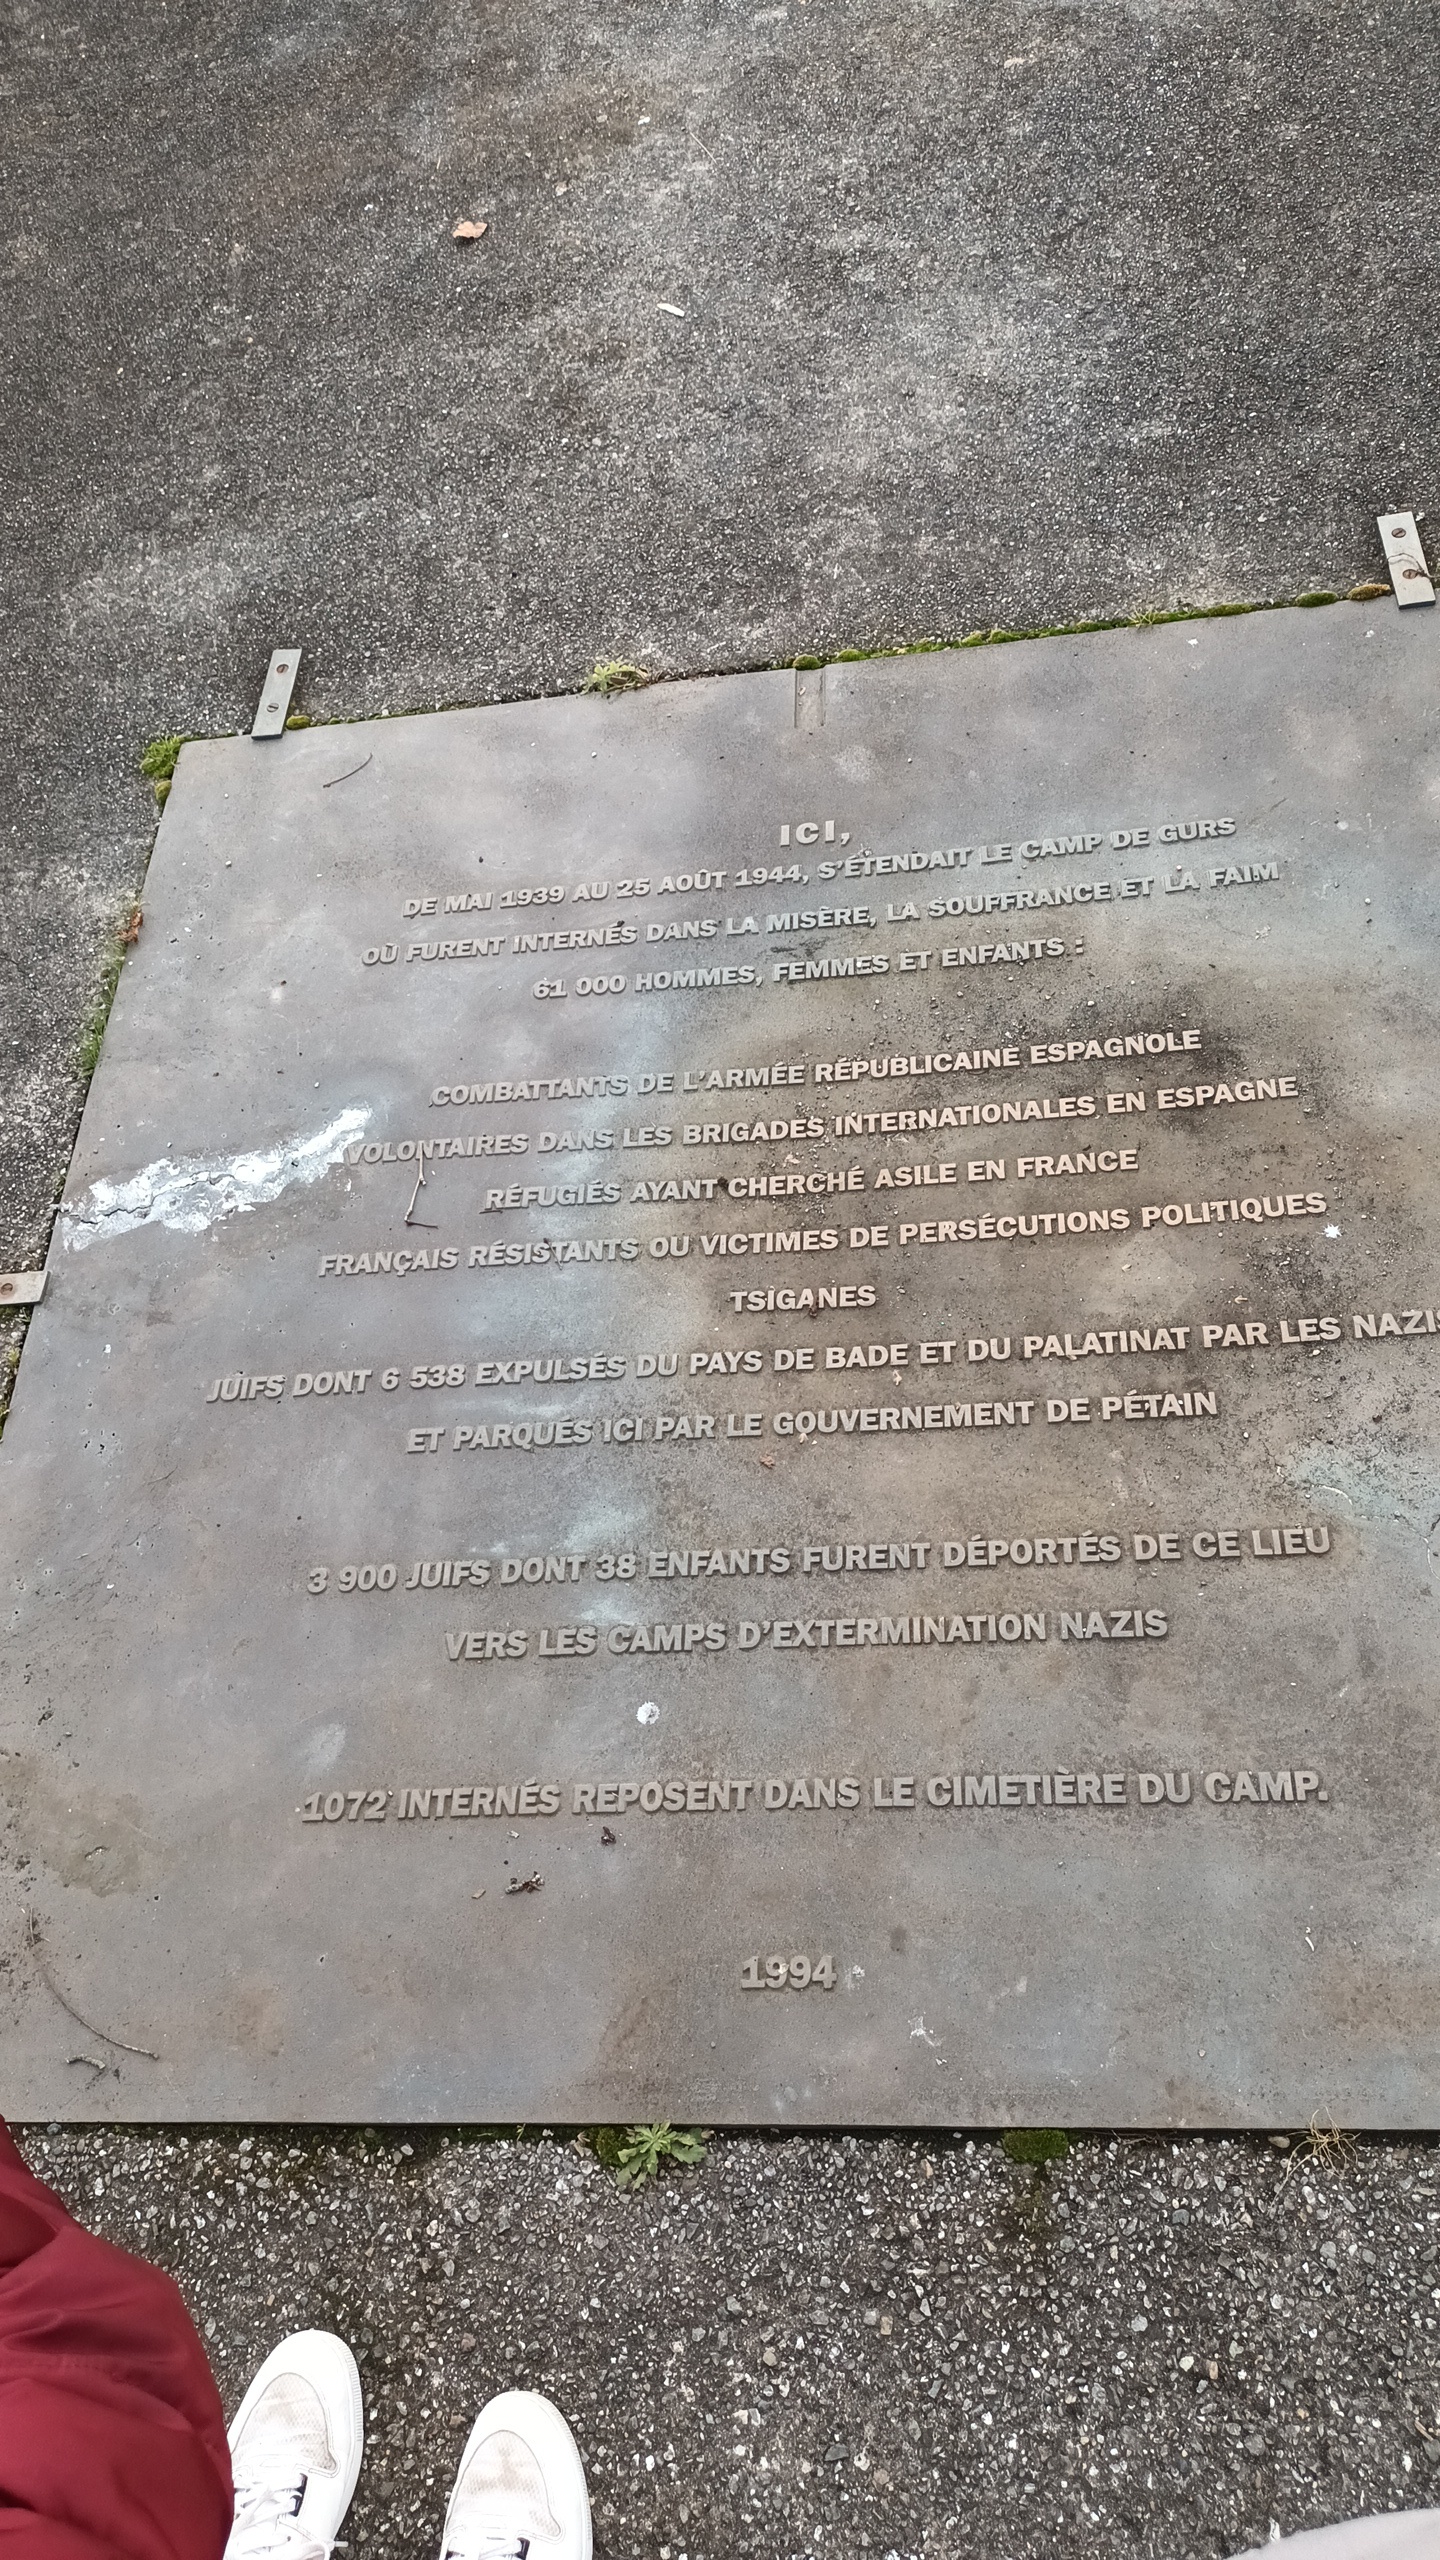 ICI,
DE MAI 1939 AU 25 AOÛT 1944, S'ÉTENDAIT LE CAMP DE GURS
OÙ FURENT INTERNÉS DANS LA MISÈRE, LA SOUFFRANCE ET LA FAIM
61 000 HOMMES, FEMMES ET ENFANTS :
COMBATTANTS DE L'ARMÉE RÉPUBLICAINE ESPAGNOLE
VOLONTAIRES DANS LES BRIGADES INTERNATIONALES EN ESPAGNE
RÉFUGIÉS AYANT CHERCHÉ ASILE EN FRANCE
FRANÇAIS RÉSISTANTS OU VICTIMES DE PERSÉCUTIONS POLITIQUES
TSIGANES
JUIFS DONT 6 538 EXPULSÉS DU PAYS DE BADE ET DU PALATINAT PAR LES NAZIS
ET PARQUÉS ICI PAR LE GOUVERNEMENT DE PÉTAIN
3 900 JUIFS DONT 38 ENFANTS FURENT DÉPORTÉS DE CE LIEU
VERS LES CAMPS D'EXTERMINATION NAZIS
1072 INTERNÉS REPOSENT DANS LE CIMETIÈRE DU CAMP.
1994